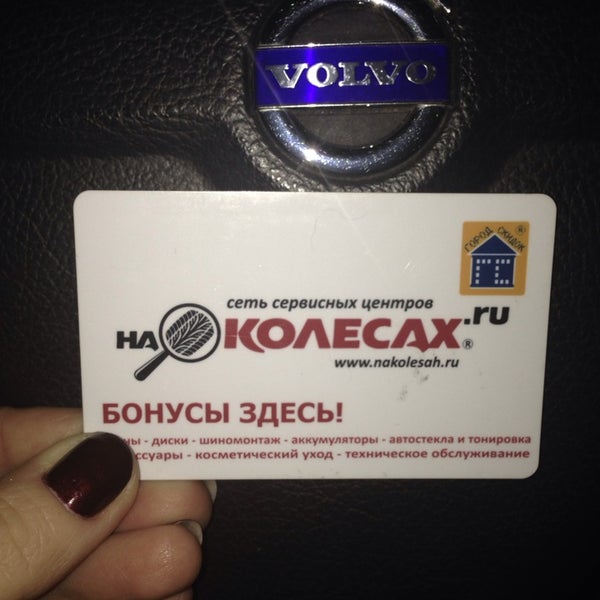 VOLVO
ГОРОД СКИДОК ®
сеть сервисных центров
НА КОЛЕСАХ.ru ®
www.nakolesah.ru
БОНУСЫ ЗДЕСЬ!
- диски - шиномонтаж - аккумуляторы - автостекла и тонировка
- косметический уход - техническое обслуживание